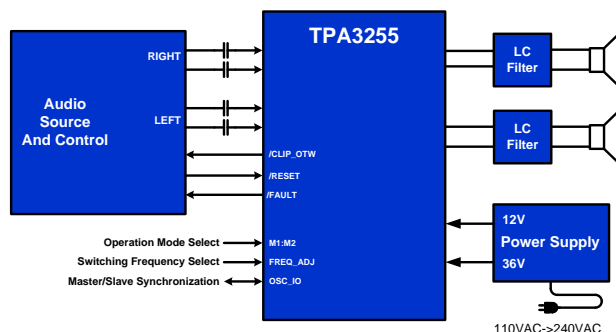 TPA3255
RIGHT
LC
Filter
Audio
Source
And Control
LEFT
LC
Filter
/CLIP_OTW
/RESET
/FAULT
12V
Power Supply
36V
Operation Mode Select
M1:M2
Switching Frequency Select
FREQ_ADJ
Master/Slave Synchronization
OSC_IO
110VAC->240VAC